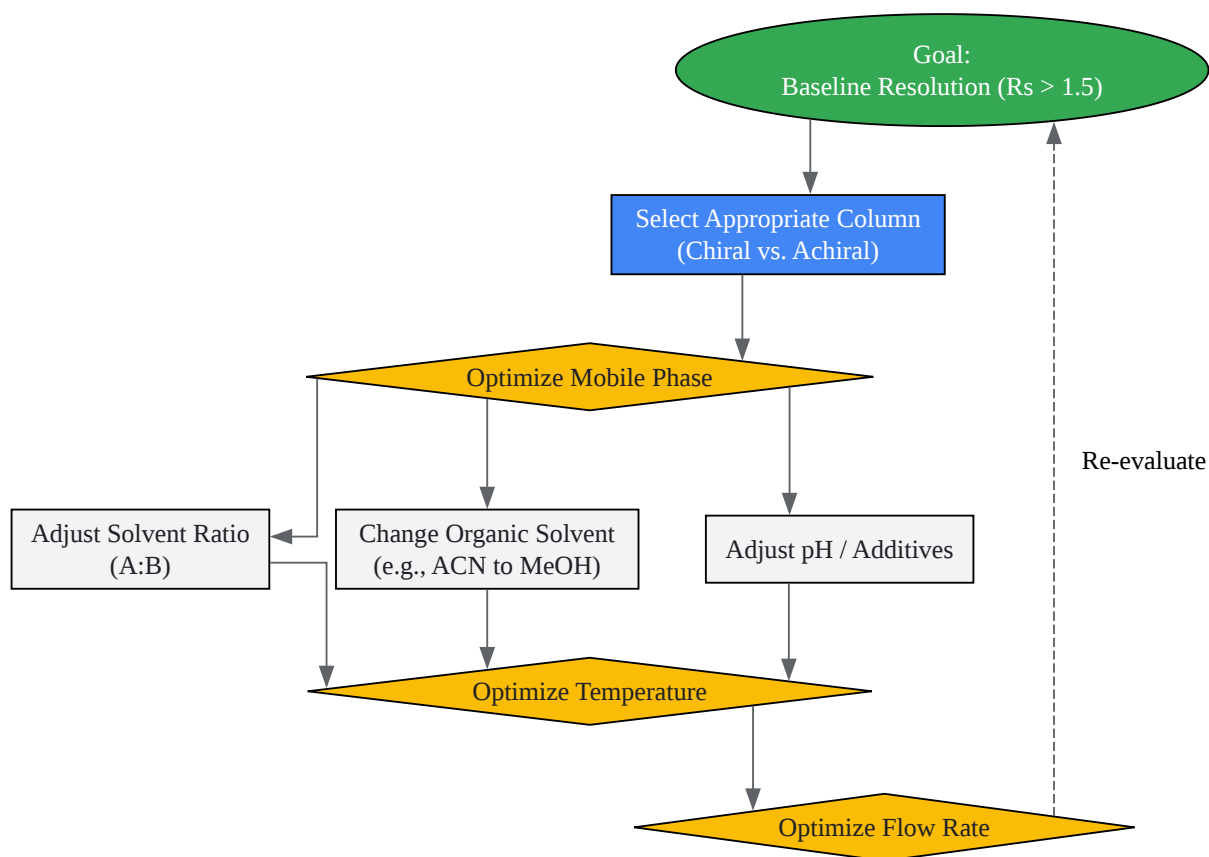 Goal:
Baseline Resolution (Rs > 1.5)
Select Appropriate Column
(Chiral vs. Achiral)
Optimize Mobile Phase
Re-evaluate
Adjust Solvent Ratio
(A:B)
Change Organic Solvent
(e.g., ACN to MeOH)
Adjust pH / Additives
Optimize Temperature
Optimize Flow Rate